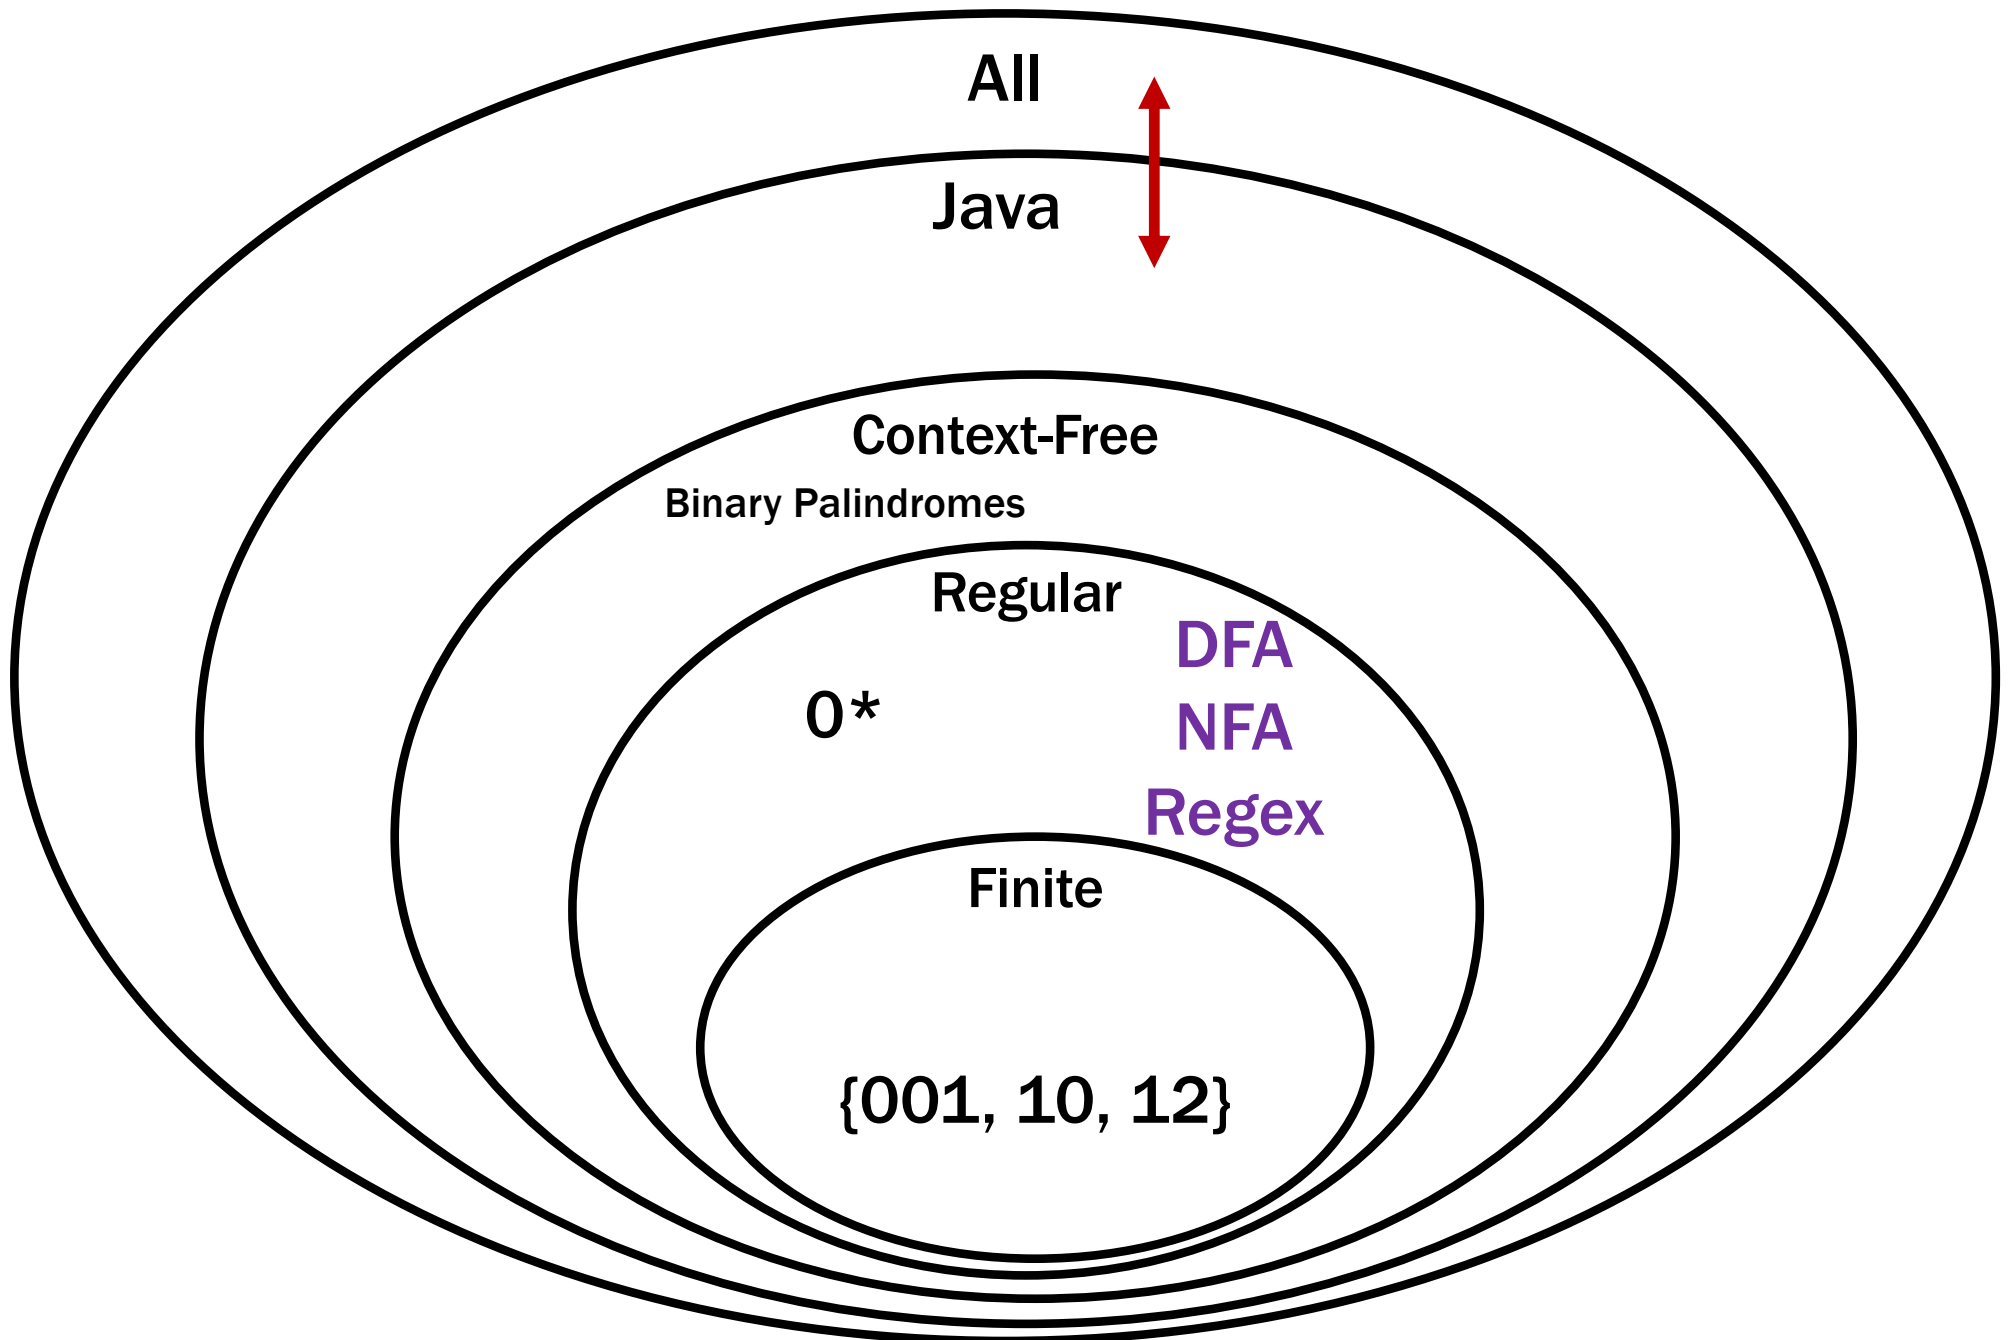 All
Java
Context-Free
Binary Palindromes
Regular
DFA
0*
NFA
Regex
Finite
{001, 10, 12}